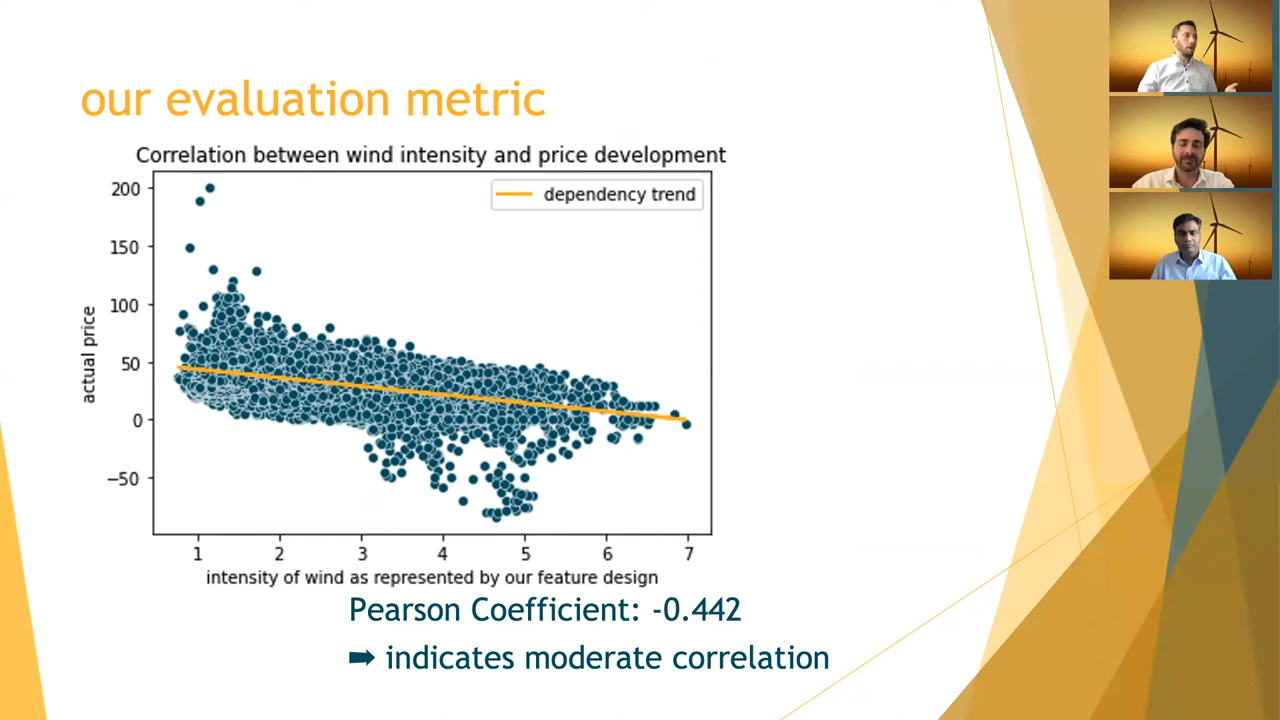 our evaluation metric
Correlation between wind intensity and price development
dependency trend
200
150
100
50
0
−50
actual price
1 2 3 4 5 6 7
intensity of wind as represented by our feature design
Pearson Coefficient: -0.442
➡ indicates moderate correlation